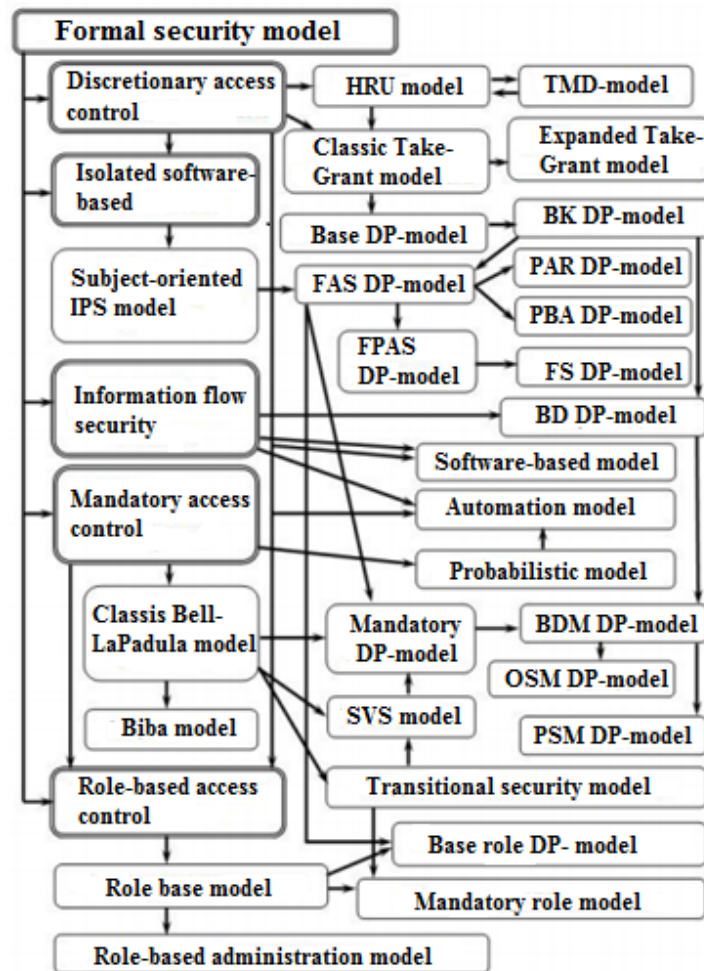 Formal security model
Discretionary access
control
HRU model
TMD-model
Classic Take-
Grant model
Expanded Take-
Grant model
Isolated software-
based
Base DP-model
BK DP-model
Subject-oriented
IPS model
FAS DP-model
PAR DP-model
PBA DP-model
FPAS
DP-model
FS DP-model
Information flow
security
BD DP-model
Software-based model
Mandatory access
control
Automation model
Probabilistic model
Classis Bell-
LaPadula model
Mandatory
DP-model
BDM DP-model
OSM DP-model
Biba model
SVS model
PSM DP-model
Role-based access
control
Transitional security model
Base role DP- model
Role base model
Mandatory role model
Role-based administration model